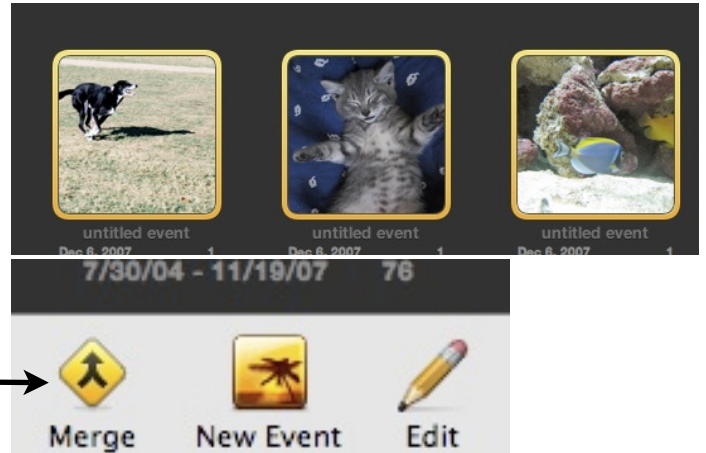 untitled event untitled event untitled event
Dec 6, 2007 1 Dec 6, 2007 1 Dec 6, 2007 1
7/30/04 - 11/19/07 76
Merge New Event Edit